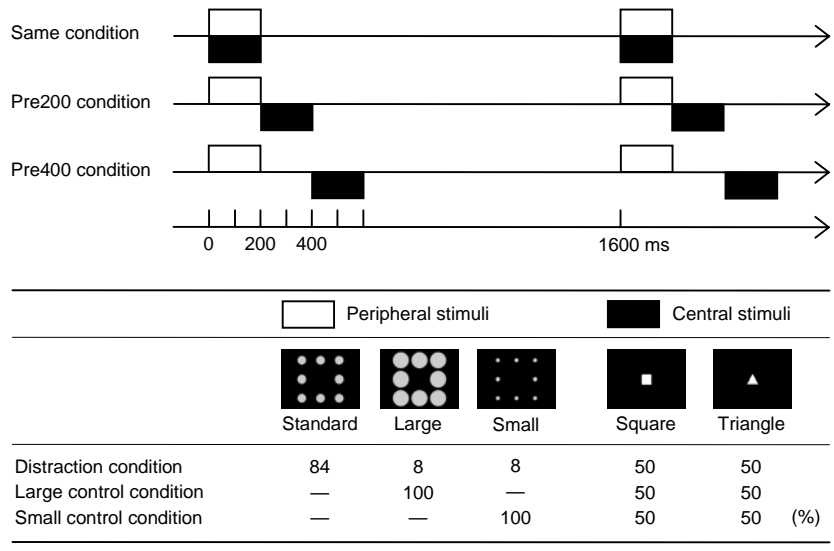 Same condition
Pre200 condition
Pre400 condition
0 200 400 1600 ms
Peripheral stimuli Central stimuli
Standard Large Small Square Triangle
Distraction condition 84 8 8 50 50
Large control condition — 100 — 50 50
Small control condition — — 100 50 50 (%)